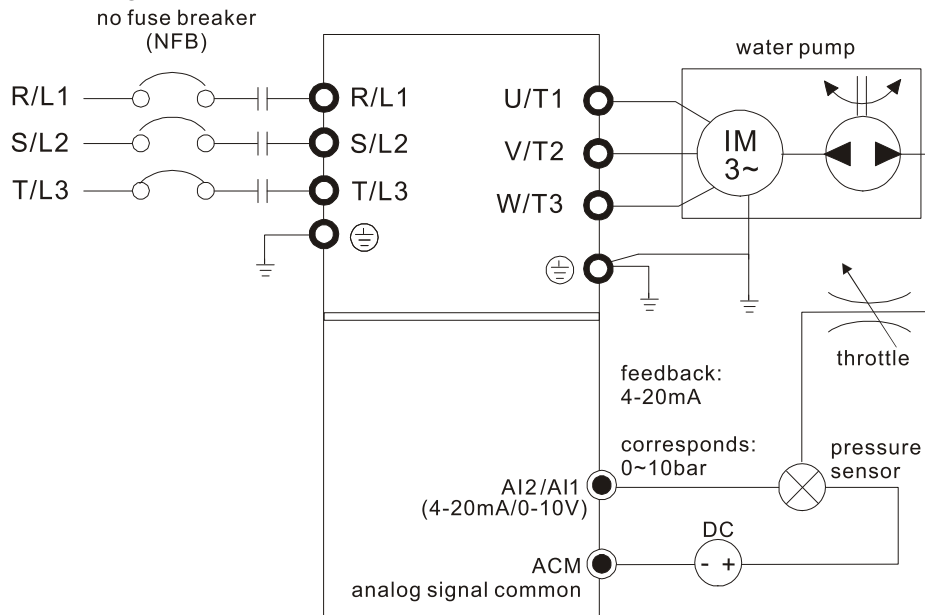 no fuse breaker
(NFB)
water pump
R/L1
R/L1
U/T1
S/L2
S/L2
V/T2
IM
3~
T/L3
T/L3
W/T3
throttle
feedback:
4-20mA
corresponds:
0~10bar
pressure
sensor
AI2/AI1
(4-20mA/0-10V)
DC
- +
ACM
analog signal common